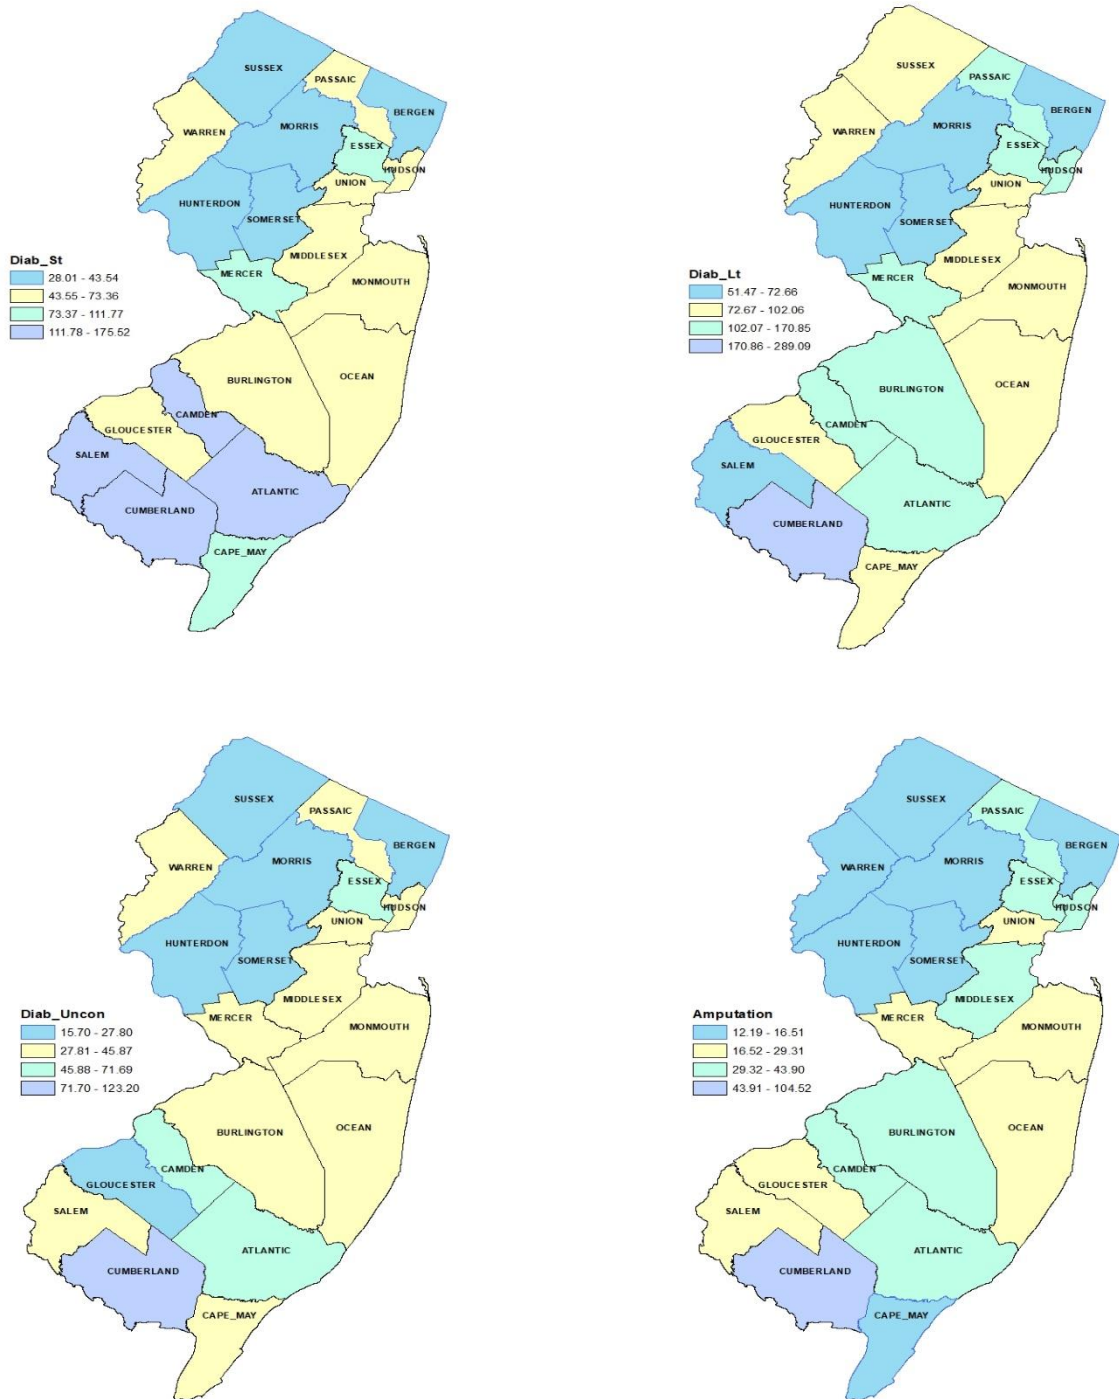 SUSSEX
PASSAIC
BERGEN
WARREN
MORRIS
ESSEX
HUDSON
UNION
HUNTERDON
SOMERSET
MIDDLESEX
MERCER
MONMOUTH
Diab_St
28.01 - 43.54
43.55 - 73.36
73.37 - 111.77
111.78 - 175.52
BURLINGTON
OCEAN
CAMDEN
GLOUCESTER
SALEM
ATLANTIC
CUMBERLAND
CAPE_MAY
SUSSEX
PASSAIC
BERGEN
WARREN
MORRIS
ESSEX
HUDSON
UNION
HUNTERDON
SOMERSET
MIDDLESEX
MERCER
MONMOUTH
Diab_Lt
51.47 - 72.66
72.67 - 102.06
102.07 - 170.85
170.86 - 289.09
OCEAN
BURLINGTON
CAMDEN
GLOUCESTER
SALEM
ATLANTIC
CUMBERLAND
CAPE_MAY
SUSSEX
PASSAIC
BERGEN
WARREN
MORRIS
ESSEX
HUDSON
UNION
HUNTERDON
SOMERSET
MIDDLESEX
MERCER
MONMOUTH
Diab_Uncon
15.70 - 27.80
27.81 - 45.87
45.88 - 71.69
71.70 - 123.20
OCEAN
BURLINGTON
CAMDEN
GLOUCESTER
SALEM
ATLANTIC
CUMBERLAND
CAPE_MAY
SUSSEX
PASSAIC
BERGEN
WARREN
MORRIS
ESSEX
HUDSON
UNION
HUNTERDON
SOMERSET
MIDDLESEX
MERCER
MONMOUTH
Amputation
12.19 - 16.51
16.52 - 29.31
29.32 - 43.90
43.91 - 104.52
OCEAN
BURLINGTON
CAMDEN
GLOUCESTER
SALEM
ATLANTIC
CUMBERLAND
CAPE_MAY